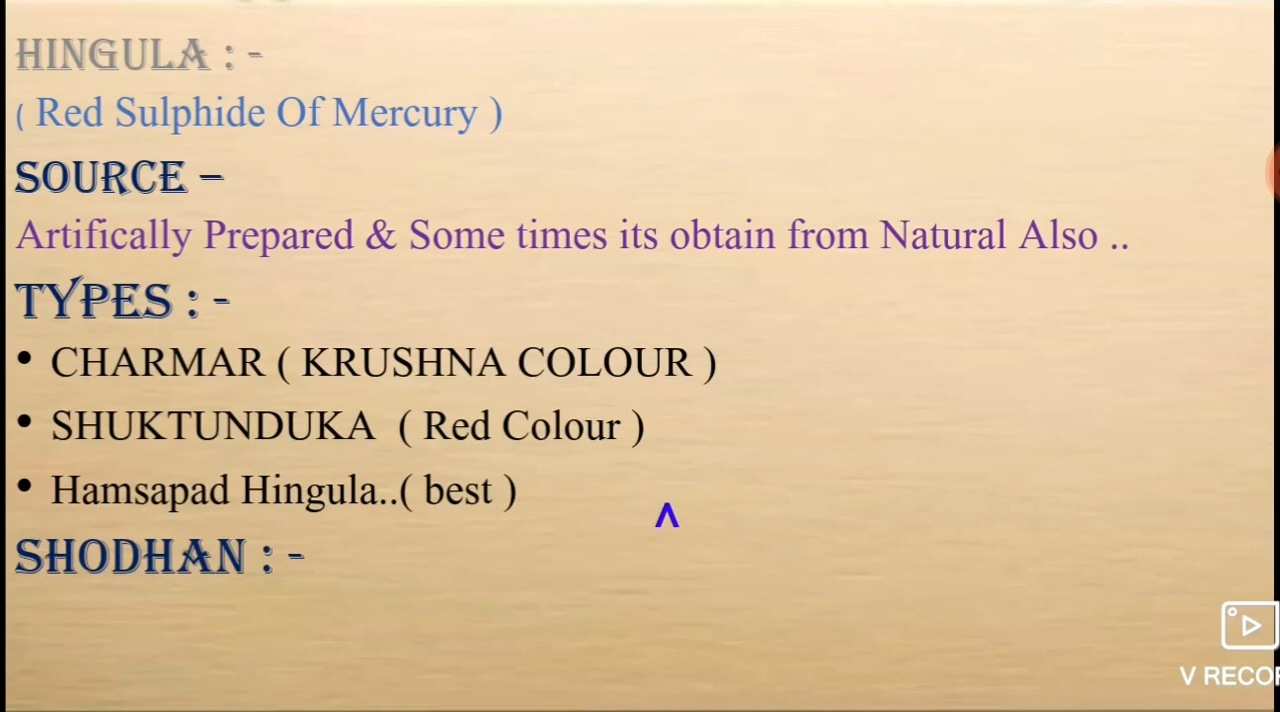 HINGULA : -
( Red Sulphide Of Mercury )
SOURCE –
Artifically Prepared & Some times its obtain from Natural Also ..
TYPES : -
• CHARMAR ( KRUSHNA COLOUR )
• SHUKTUNDUKA ( Red Colour )
• Hamsapad Hingula..( best )
^
SHODHAN : -
V RECOR